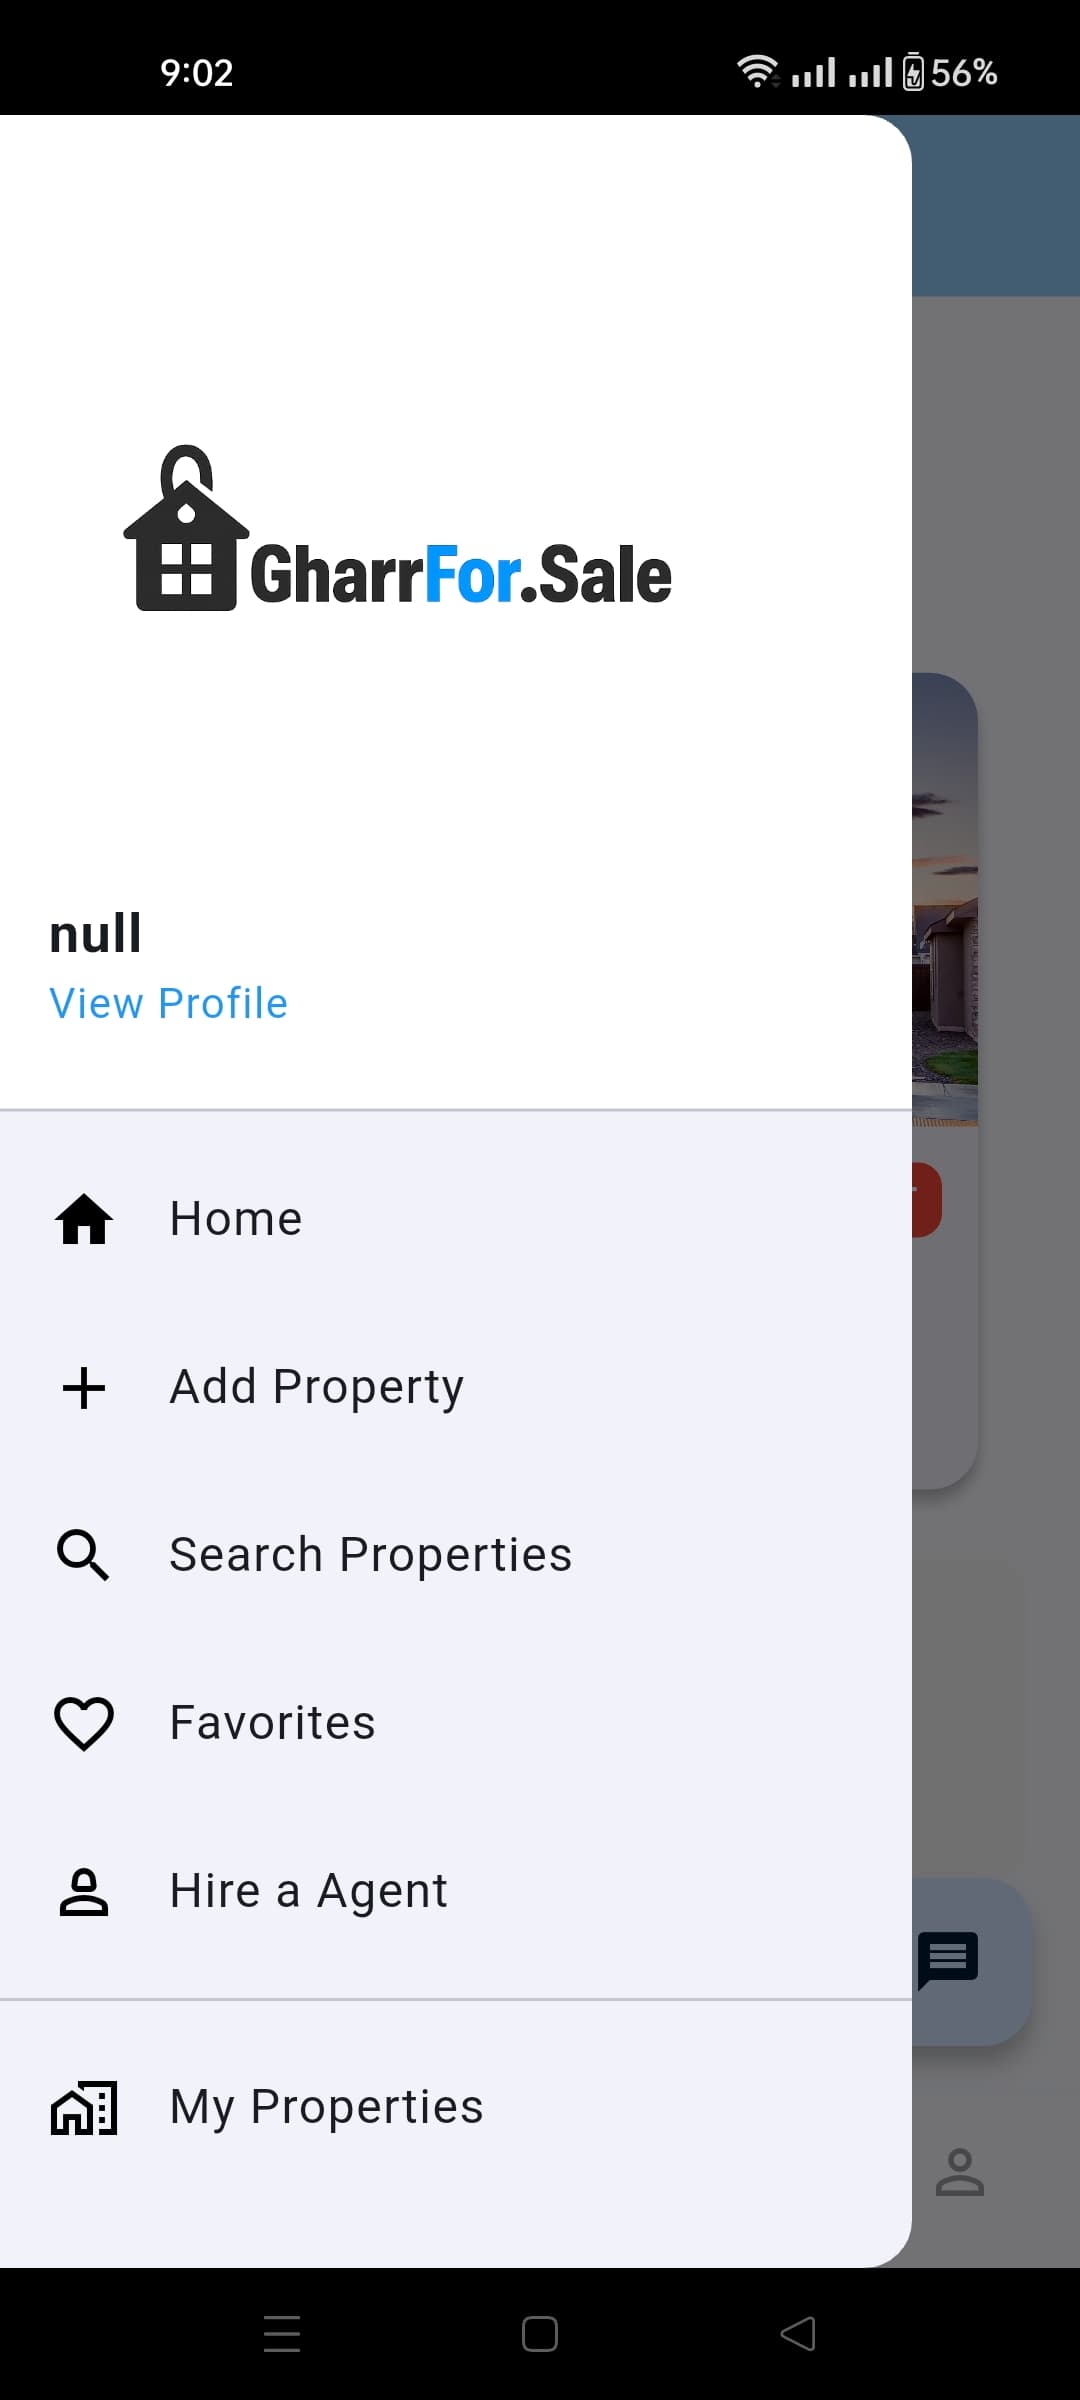 9:02
56%
GharrFor.Sale
null
View Profile
Home
Add Property
Search Properties
Favorites
Hire a Agent
My Properties